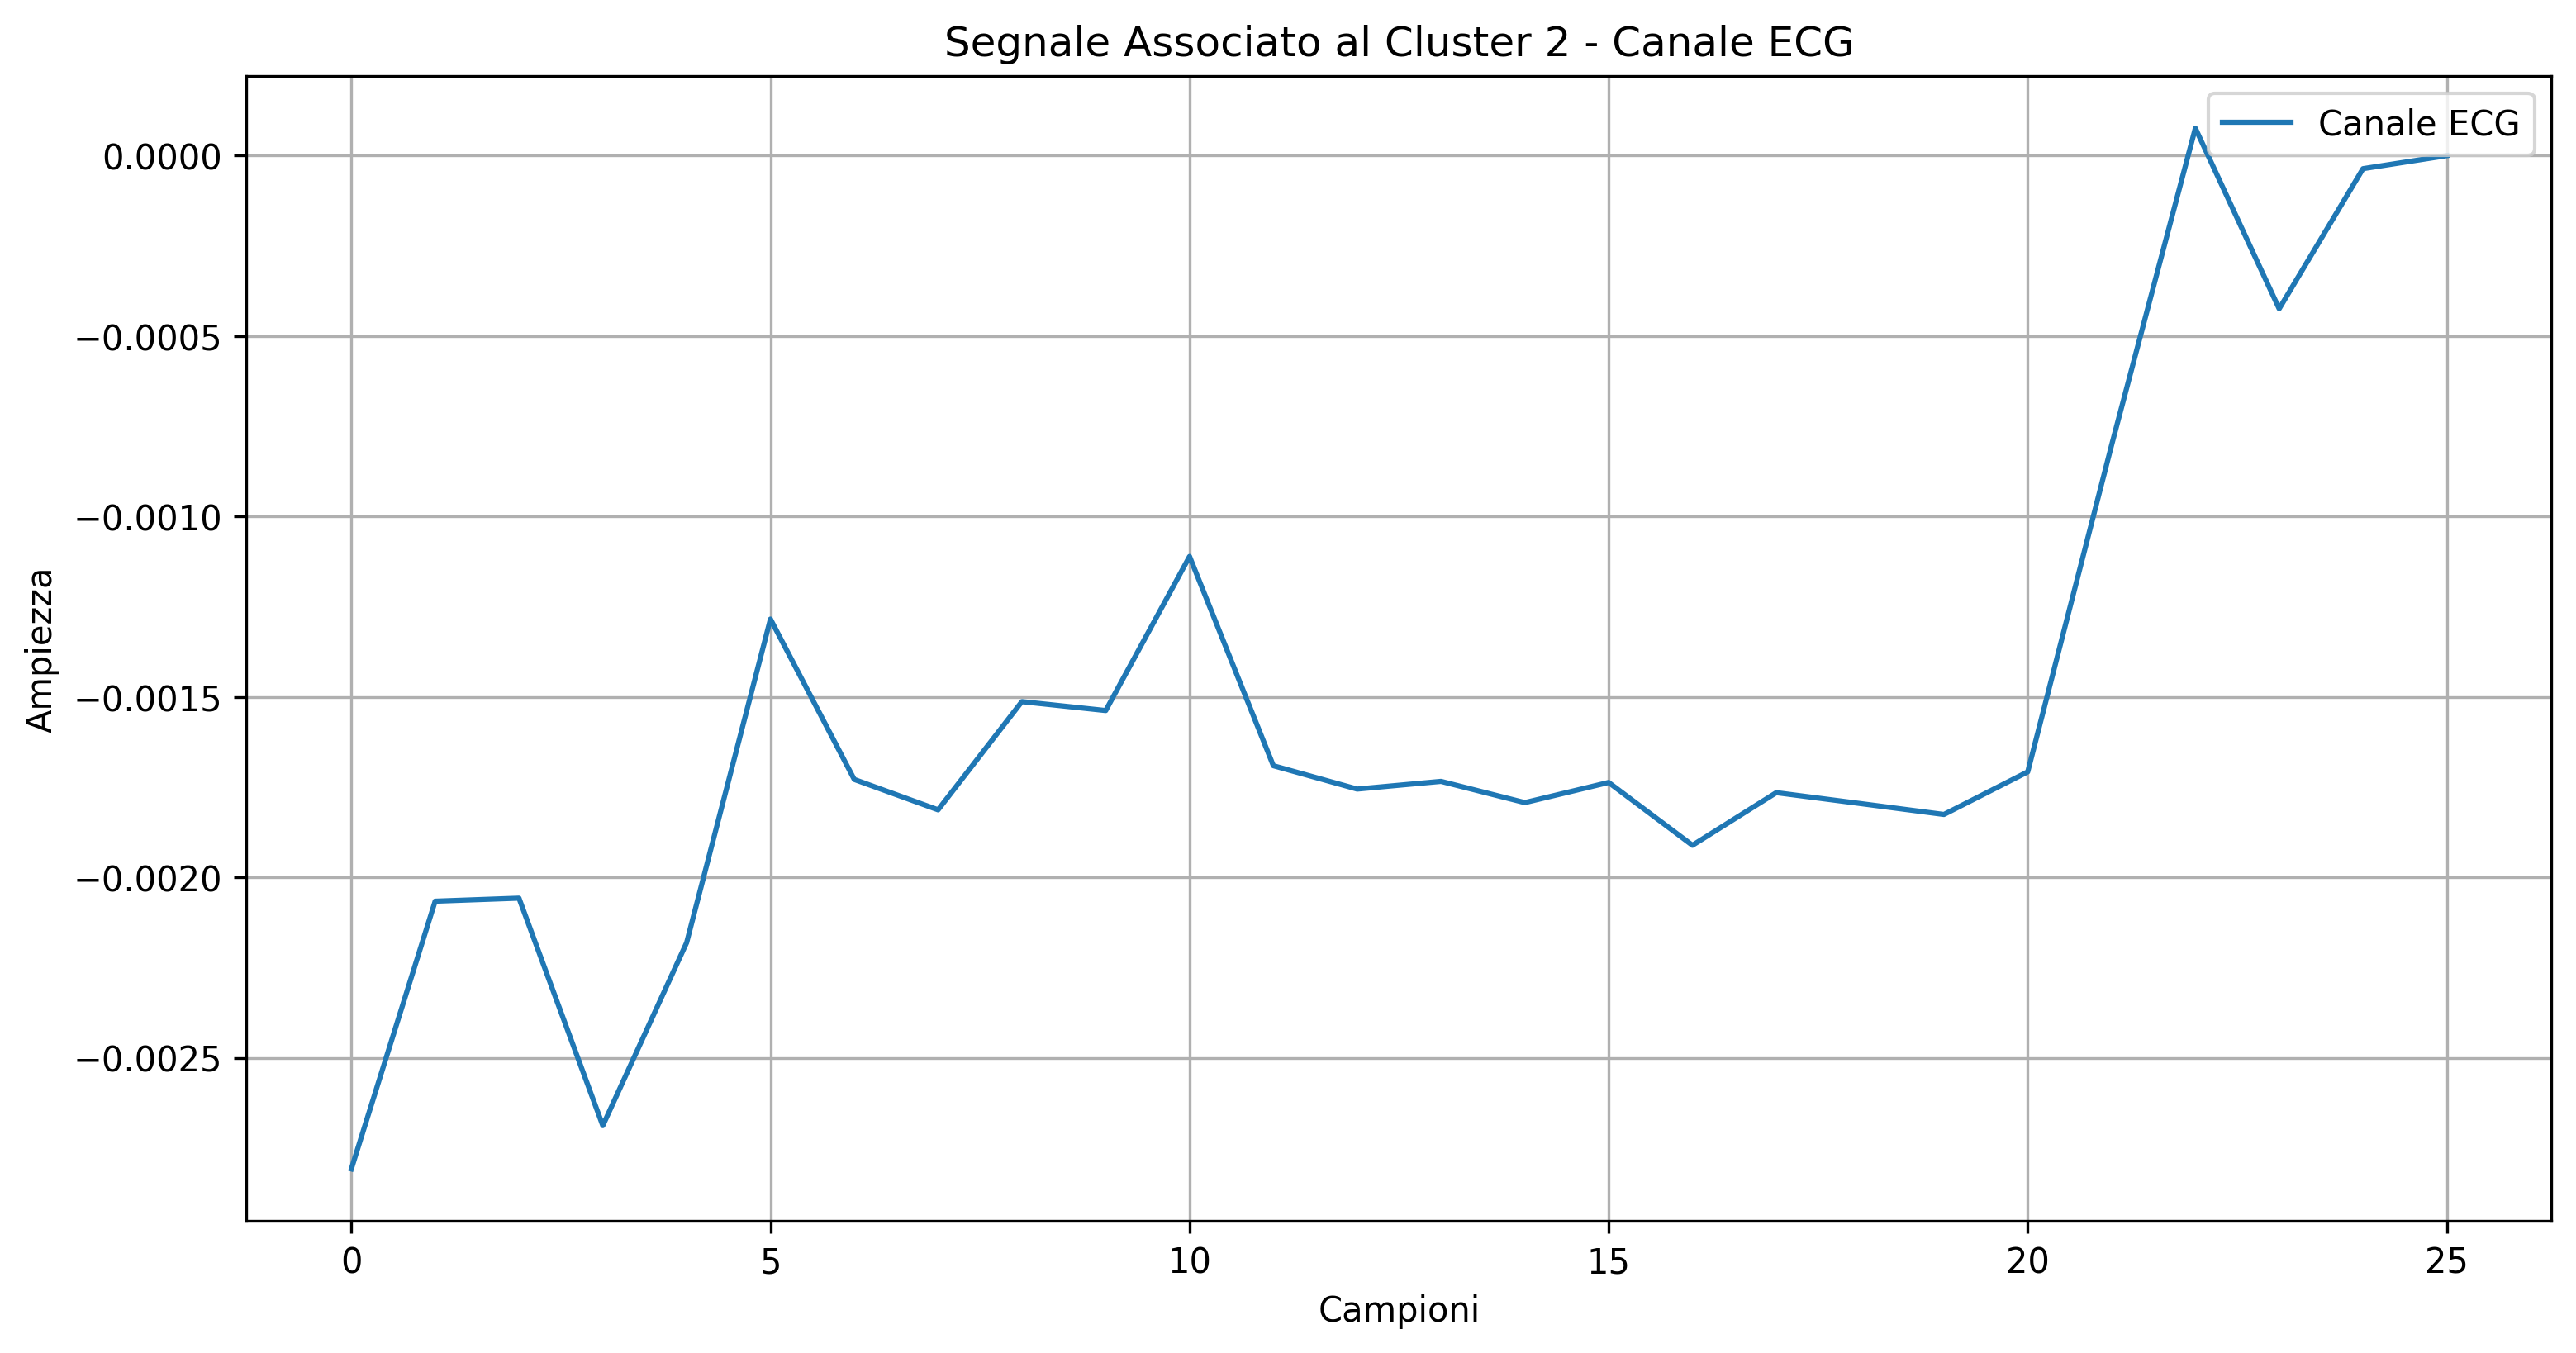 Segnale Associato al Cluster 2 - Canale ECG
Canale ECG
0.0000
−0.0005
−0.0010
−0.0015
−0.0020
−0.0025
Ampiezza
0 5 10 15 20 25
Campioni